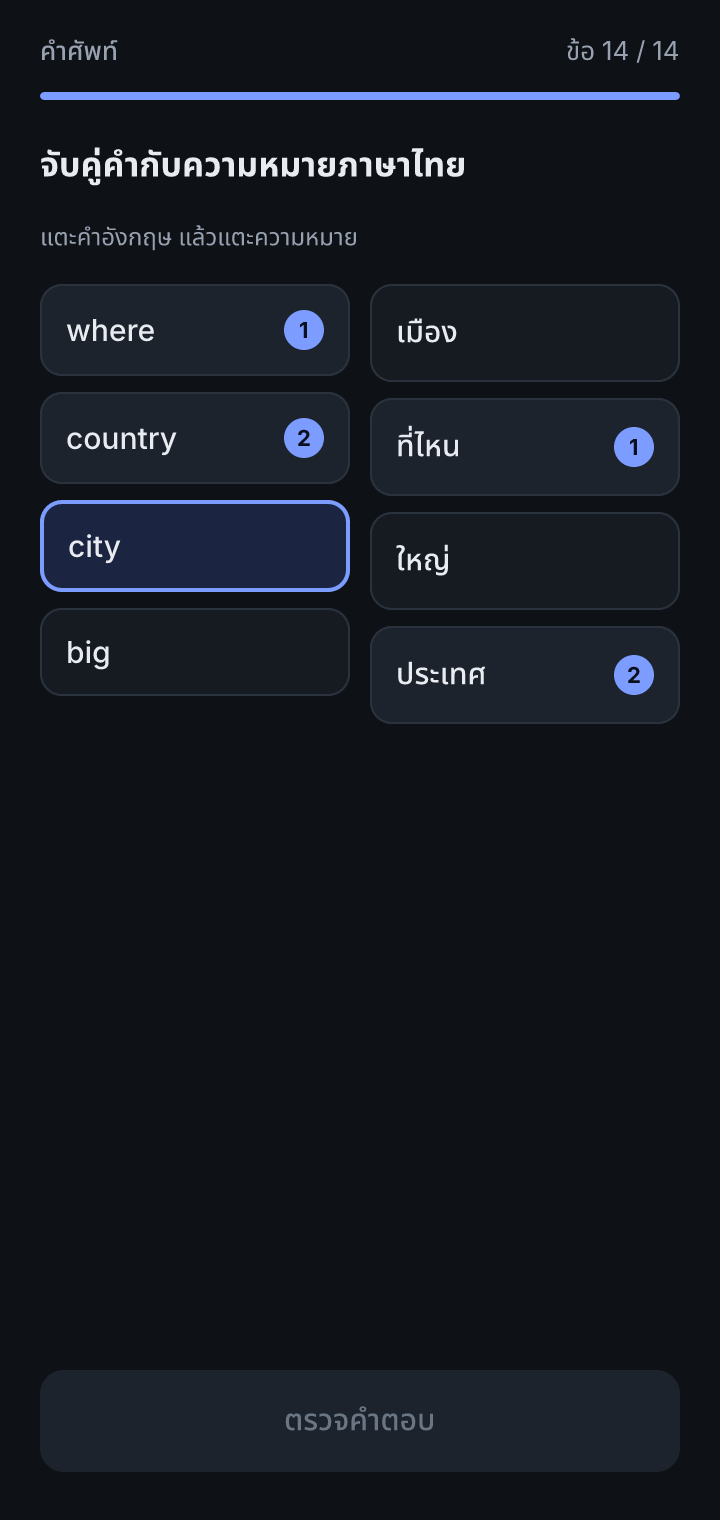 คำศัพท์
ข้อ 14 / 14
จับคู่คำกับความหมายภาษาไทย
แตะคำอังกฤษ แล้วแตะความหมาย
where 1
country 2
city
big
เมือง
ที่ไหน 1
ใหญ่
ประเทศ 2
ตรวจคำตอบ